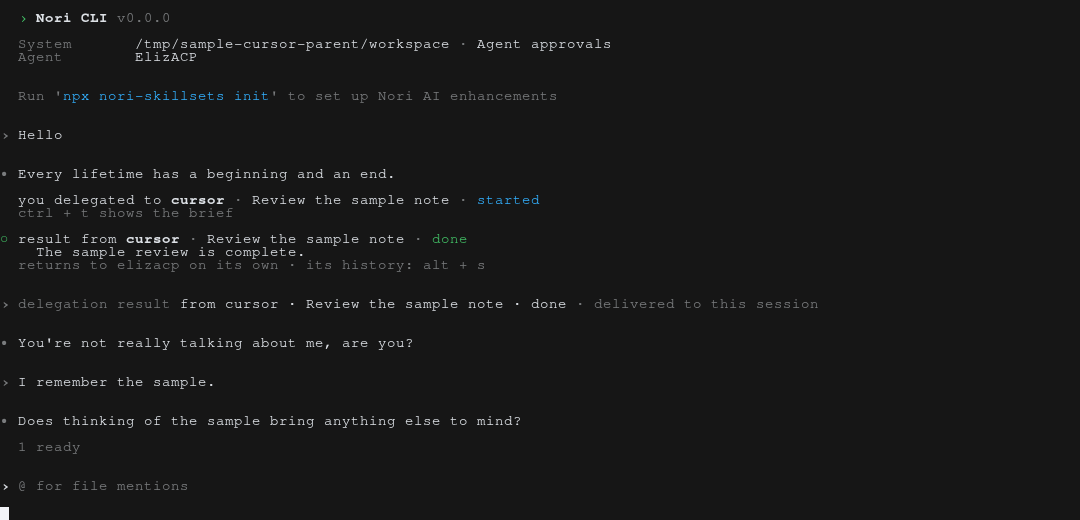 › Nori CLI v0.0.0
System /tmp/sample-cursor-parent/workspace · Agent approvals
Agent ElizACP
Run 'npx nori-skillsets init' to set up Nori AI enhancements
› Hello
• Every lifetime has a beginning and an end.
you delegated to cursor · Review the sample note · started
ctrl + t shows the brief
○ result from cursor · Review the sample note · done
The sample review is complete.
returns to elizacp on its own · its history: alt + s
› delegation result from cursor · Review the sample note · done · delivered to this session
• You're not really talking about me, are you?
› I remember the sample.
• Does thinking of the sample bring anything else to mind?
1 ready
› @ for file mentions